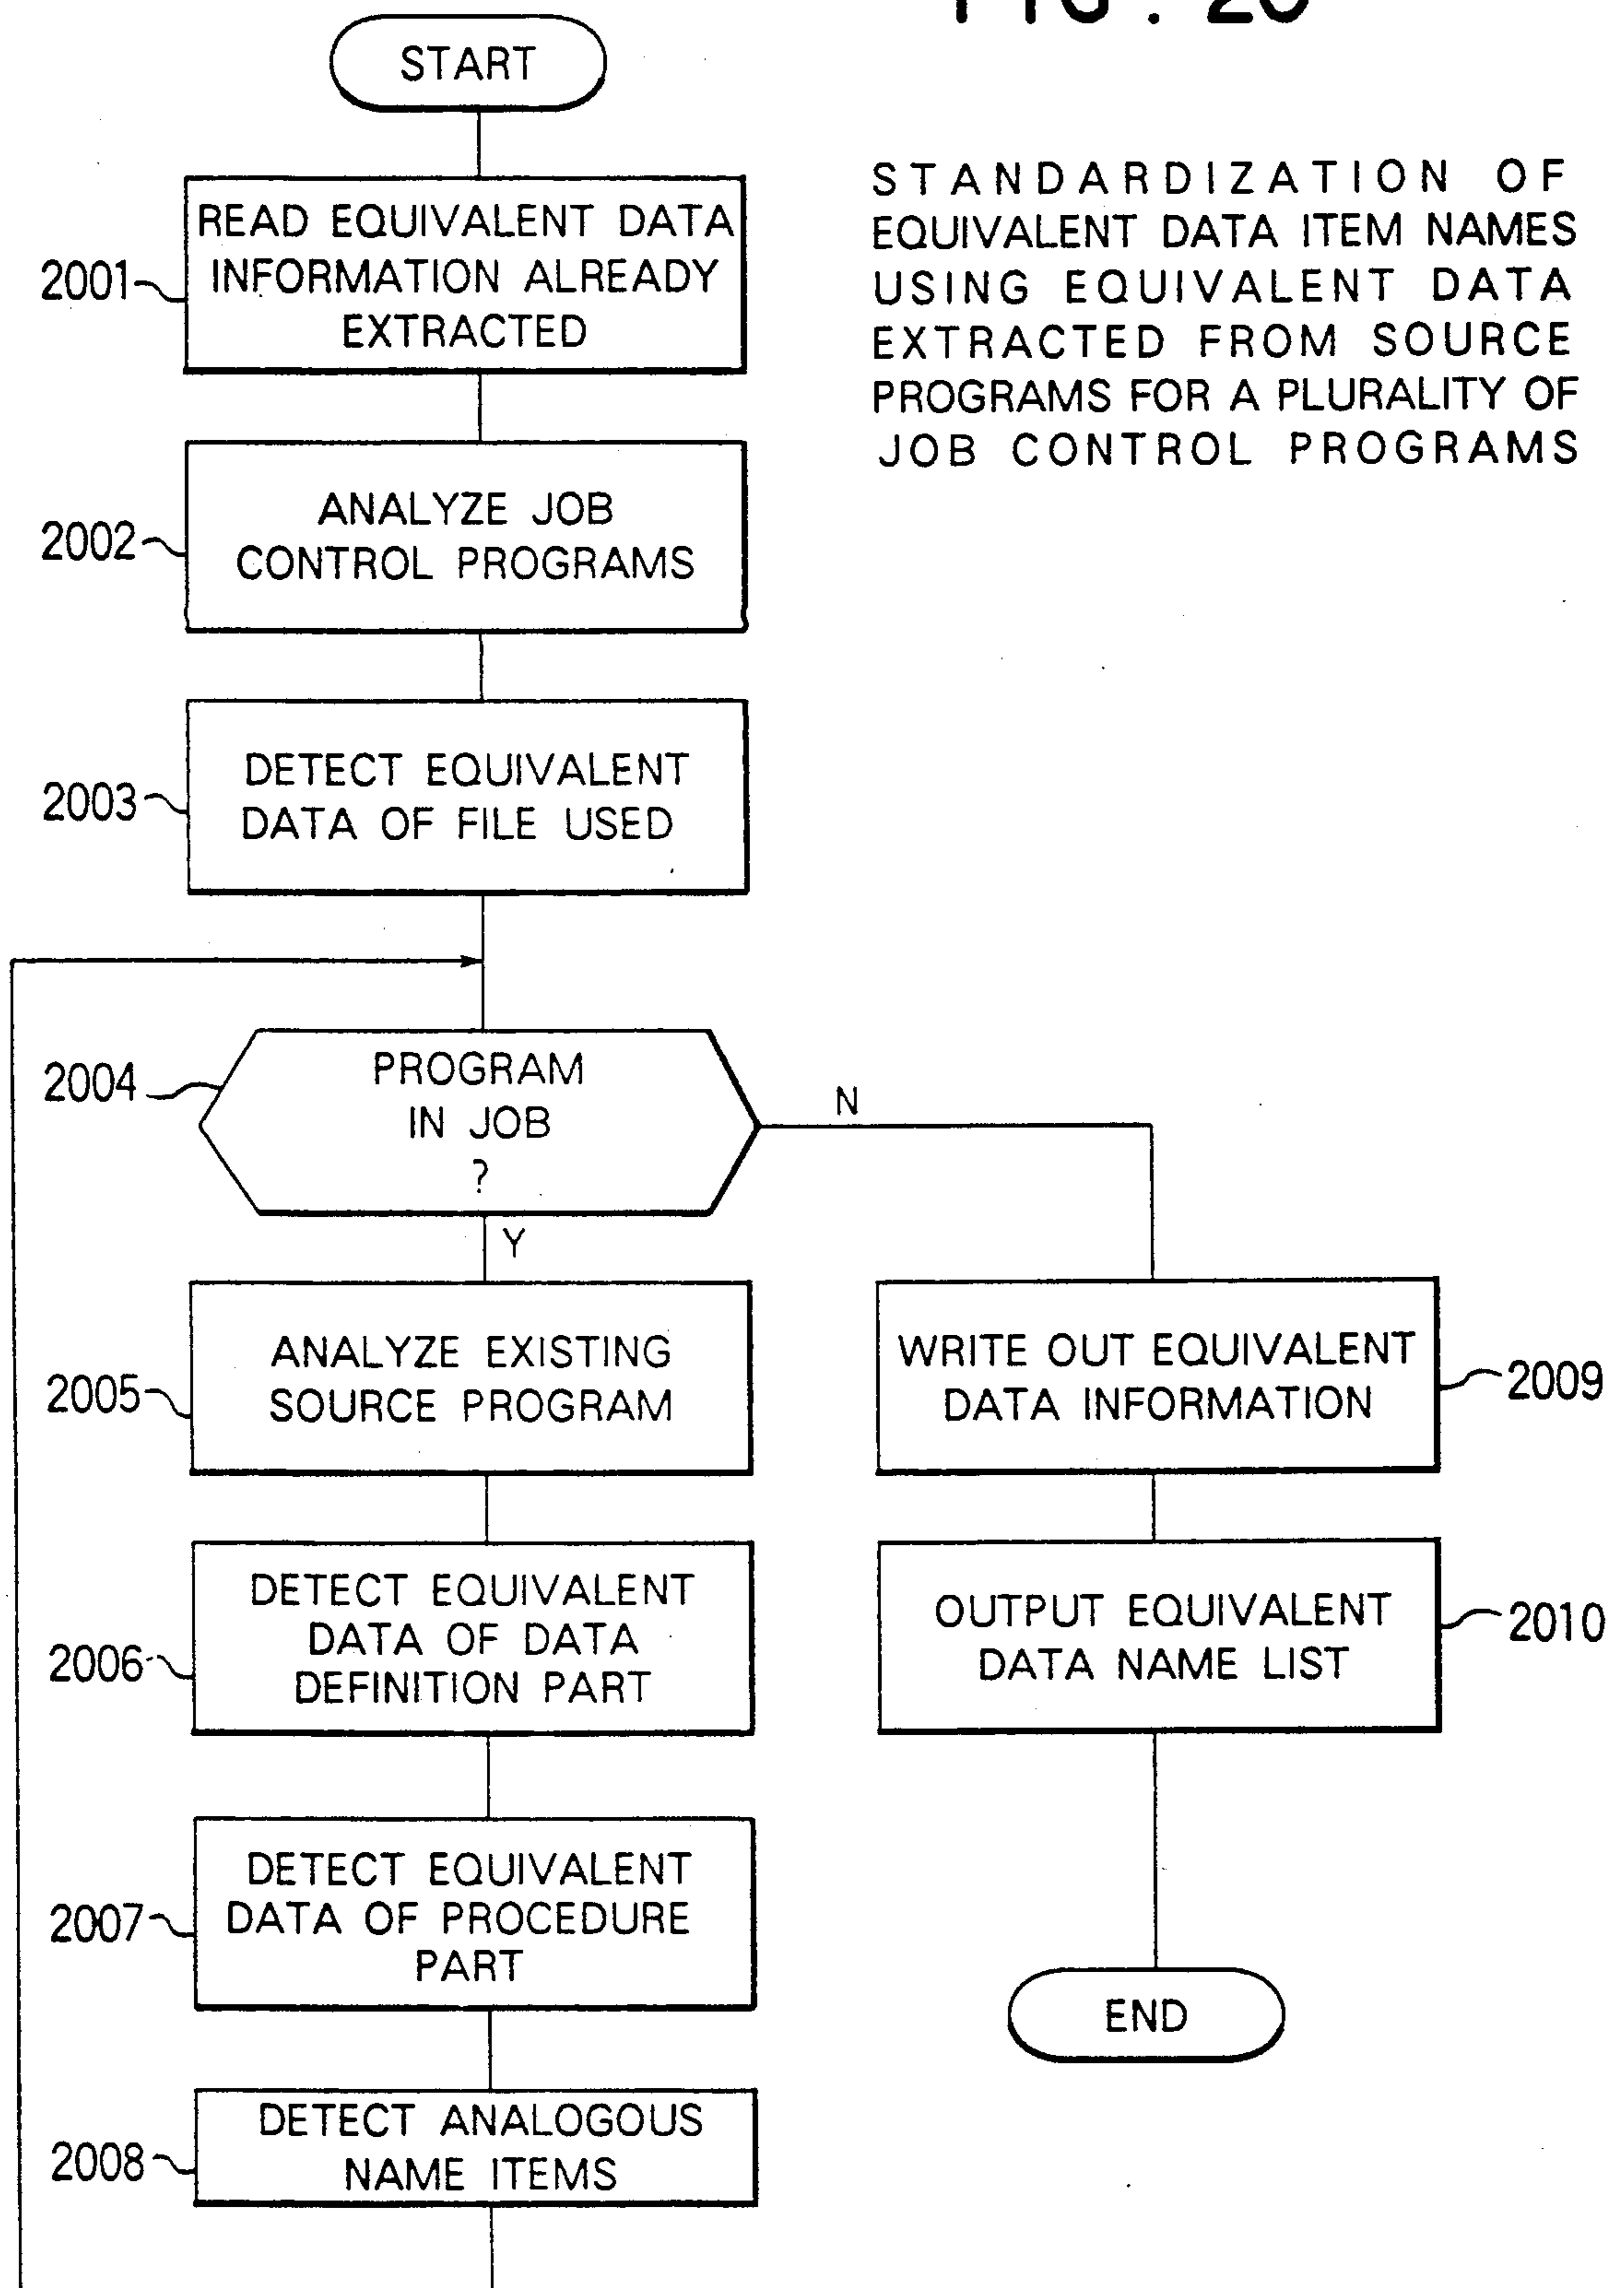 FIG. 20
START
STANDARDIZATION OF
EQUIVALENT DATA ITEM NAMES
USING EQUIVALENT DATA
EXTRACTED FROM SOURCE
PROGRAMS FOR A PLURALITY OF
JOB CONTROL PROGRAMS
2001
READ EQUIVALENT DATA
INFORMATION ALREADY
EXTRACTED
2002
ANALYZE JOB
CONTROL PROGRAMS
2003
DETECT EQUIVALENT
DATA OF FILE USED
2004
PROGRAM
IN JOB
?
N
Y
2005
ANALYZE EXISTING
SOURCE PROGRAM
2006
DETECT EQUIVALENT
DATA OF DATA
DEFINITION PART
2007
DETECT EQUIVALENT
DATA OF PROCEDURE
PART
2008
DETECT ANALOGOUS
NAME ITEMS
WRITE OUT EQUIVALENT
DATA INFORMATION
2009
OUTPUT EQUIVALENT
DATA NAME LIST
2010
END